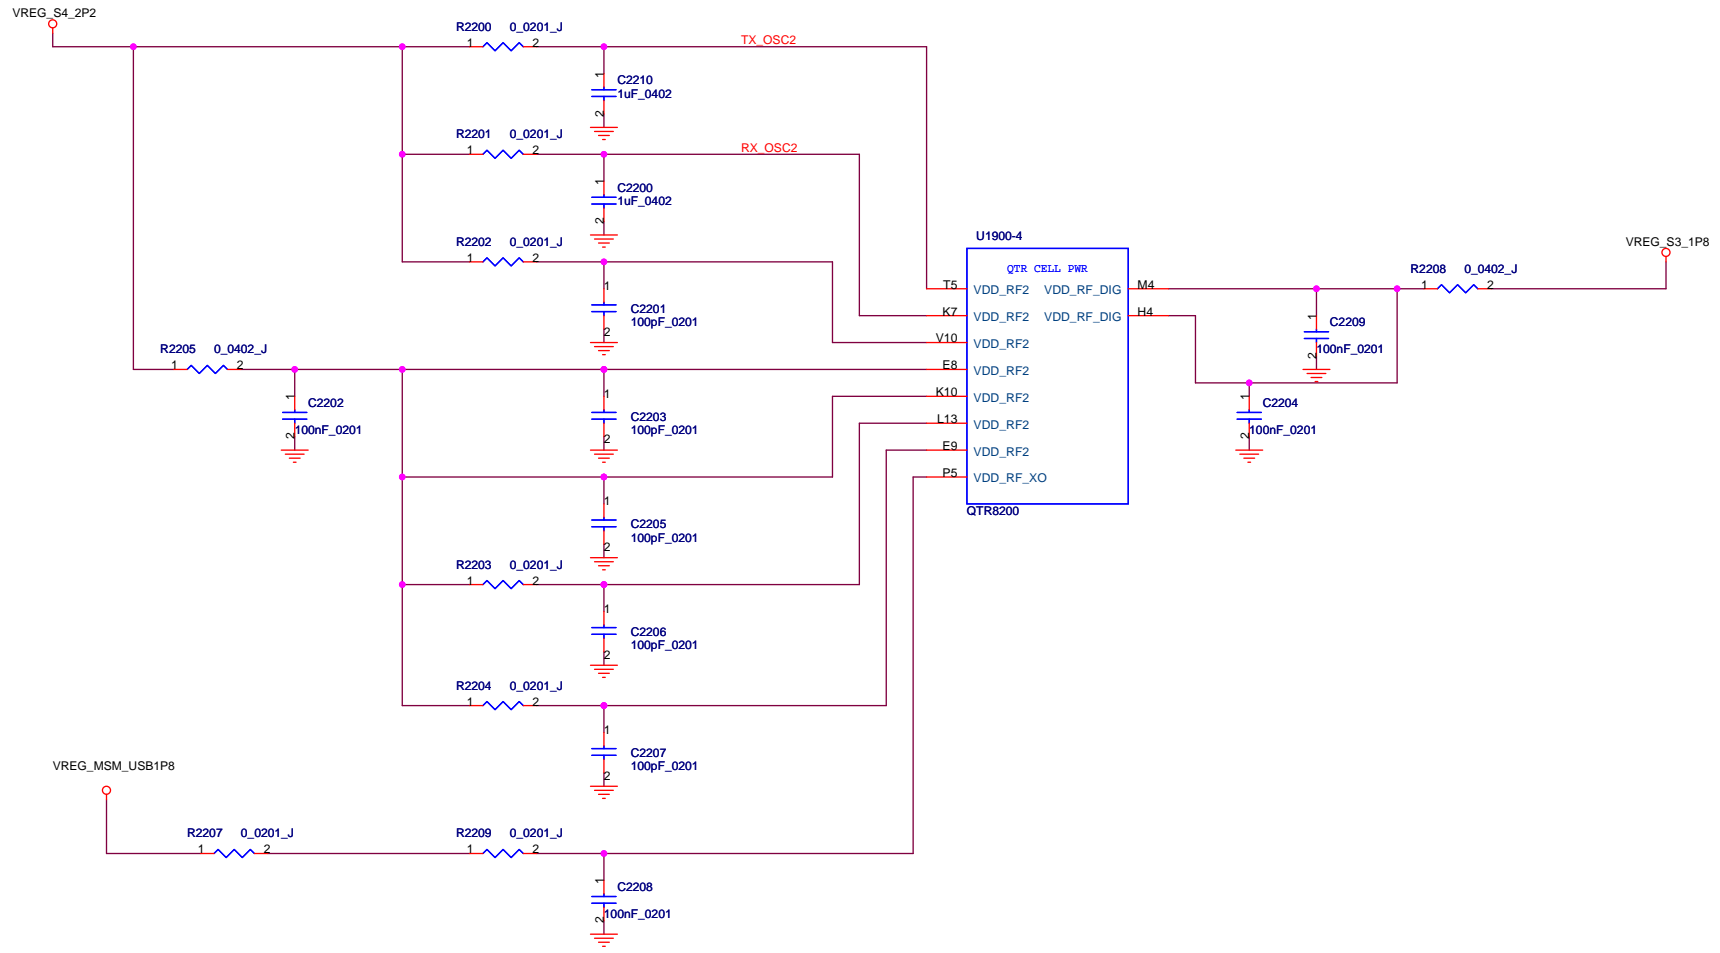 VREG_S4_2P2
R2200 0_0201_J
1 2
TX_OSC2
1
C2210
1uF_0402
2
R2201 0_0201_J
1 2
RX_OSC2
1
C2200
1uF_0402
2
R2202 0_0201_J
1 2
1
C2201
100pF_0201
2
R2205 0_0402_J
1 2
1
C2202
100nF_0201
2
1
C2203
100pF_0201
2
1
C2205
100pF_0201
2
R2203 0_0201_J
1 2
1
C2206
100pF_0201
2
R2204 0_0201_J
1 2
1
C2207
100pF_0201
2
VREG_MSM_USB1P8
R2207 0_0201_J
1 2
R2209 0_0201_J
1 2
1
C2208
100nF_0201
2
U1900-4
QTR CELL PWR
T5 VDD_RF2 VDD_RF_DIG M4
K7 VDD_RF2 VDD_RF_DIG H4
V10 VDD_RF2
E8 VDD_RF2
K10 VDD_RF2
L13 VDD_RF2
E9 VDD_RF2
P5 VDD_RF_XO
QTR8200
VREG_S3_1P8
R2208 0_0402_J
1 2
1
C2209
100nF_0201
2
1
C2204
100nF_0201
2